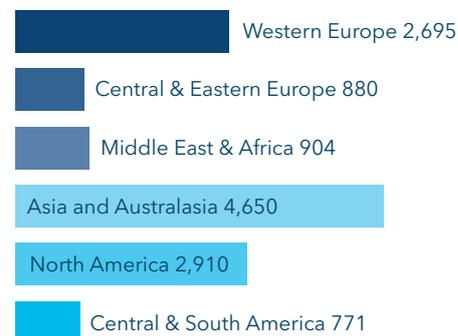 Western Europe 2,695
Central & Eastern Europe 880
Middle East & Africa 904
Asia and Australasia 4,650
North America 2,910
Central & South America 771